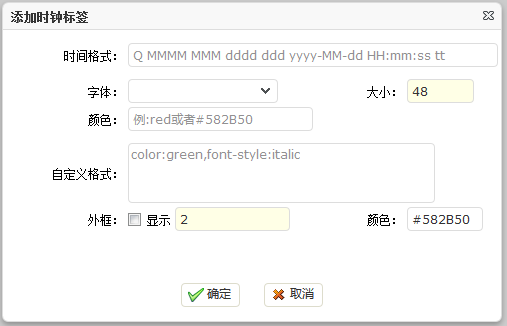 添加时钟标签
时间格式： Q MMMM MMM dddd ddd yyyy-MM-dd HH:mm:ss tt
字体： 大小： 48
颜色： 例:red或者#582B50
自定义格式： color:green,font-style:italic
外框： 显示 2 颜色： #582B50
确定 取消